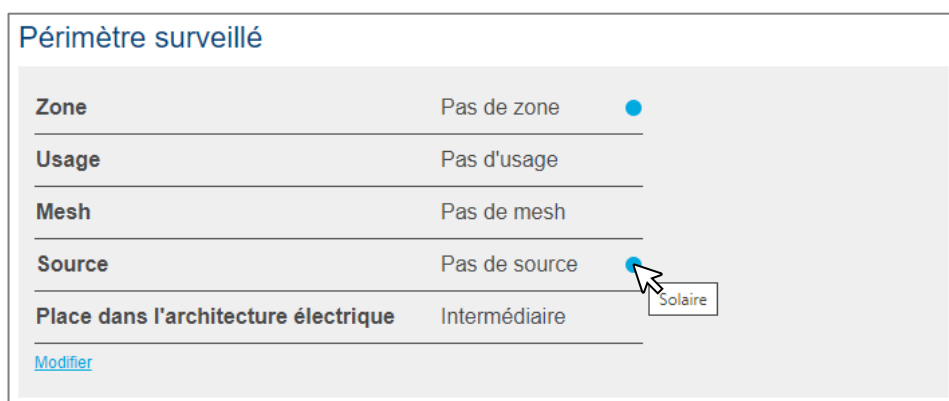 Périmètre surveillé
Zone Pas de zone
Usage Pas d'usage
Mesh Pas de mesh
Source Pas de source
Solaire
Place dans l'architecture électrique Intermédiaire
Modifier